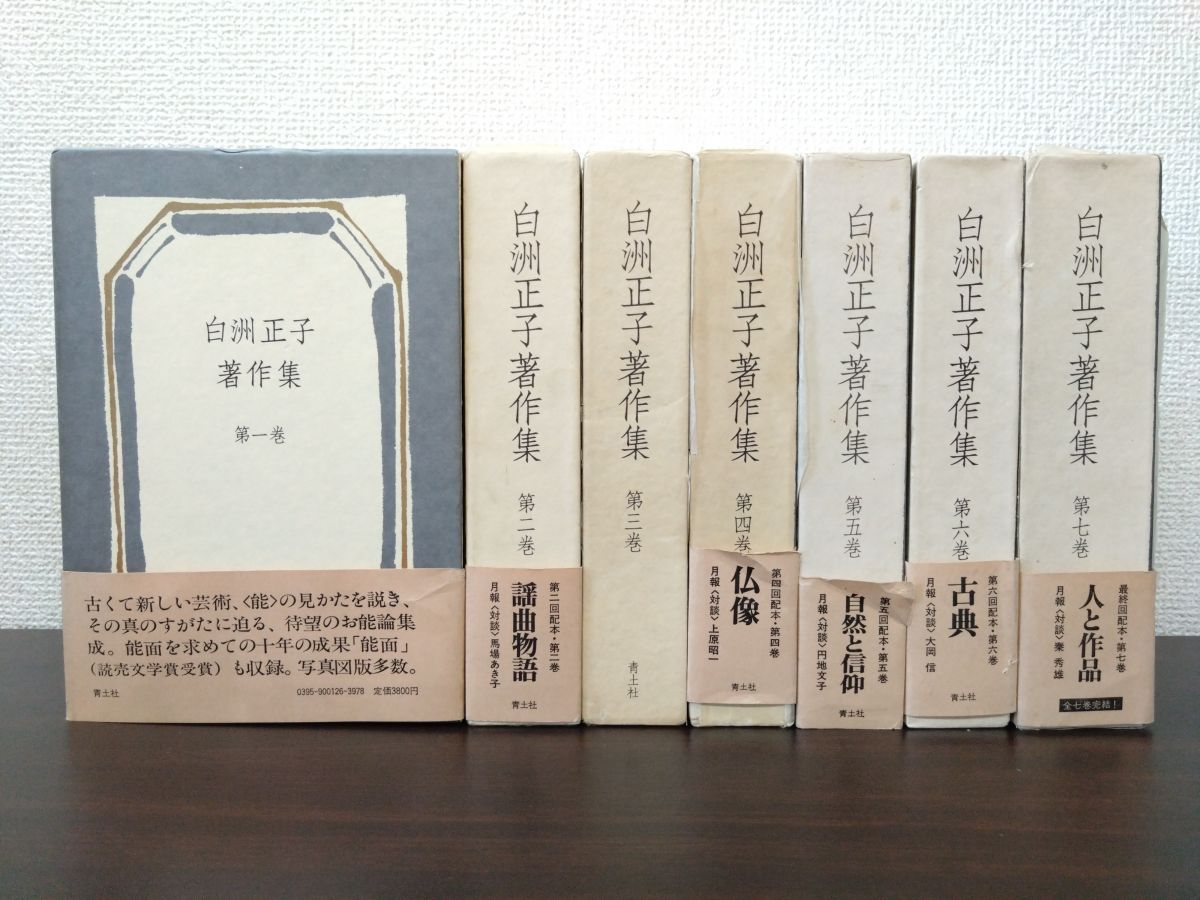 白洲正子
著作集
第一巻
古くて新しい芸術、〈能〉の見かたを説き、
その真のすがたに迫る、待望のお能論集
成。能面を求めての十年の成果「能面」
（読売文学賞受賞）も収録。写真図版多数。
青土社
0395-900126-3978 定価3800円
白洲正子著作集 第二巻
第二回配本・第二巻
謡曲物語
月報〈対談〉馬場あき子
青土社
白洲正子著作集 第三巻
青土社
白洲正子著作集 第四巻
第四回配本・第四巻
仏像
月報〈対談〉上原昭一
青土社
白洲正子著作集 第五巻
第五回配本・第五巻
自然と信仰
月報〈対談〉円地文子
青土社
白洲正子著作集 第六巻
第六回配本・第六巻
古典
月報〈対談〉大岡 信
青土社
白洲正子著作集 第七巻
最終回配本・第七巻
人と作品
月報〈対談〉秦 秀雄
全七巻完結！